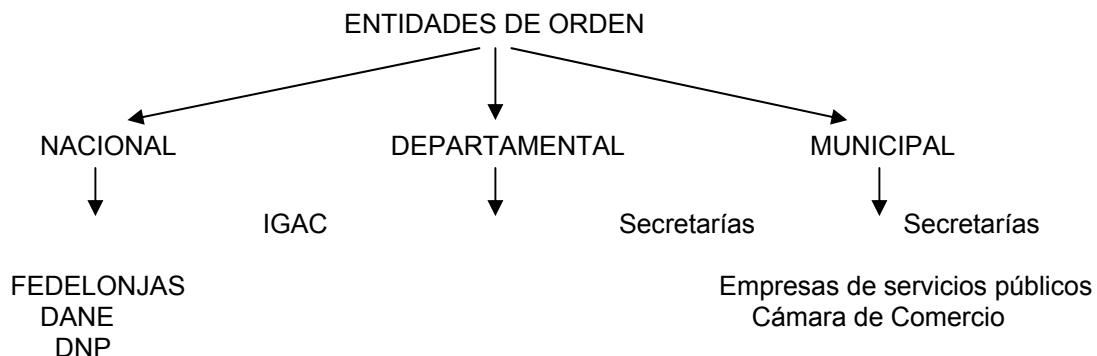 ENTIDADES DE ORDEN
NACIONAL DEPARTAMENTAL MUNICIPAL
IGAC Secretarías Secretarías
FEDELONJAS Empresas de servicios públicos
DANE Cámara de Comercio
DNP